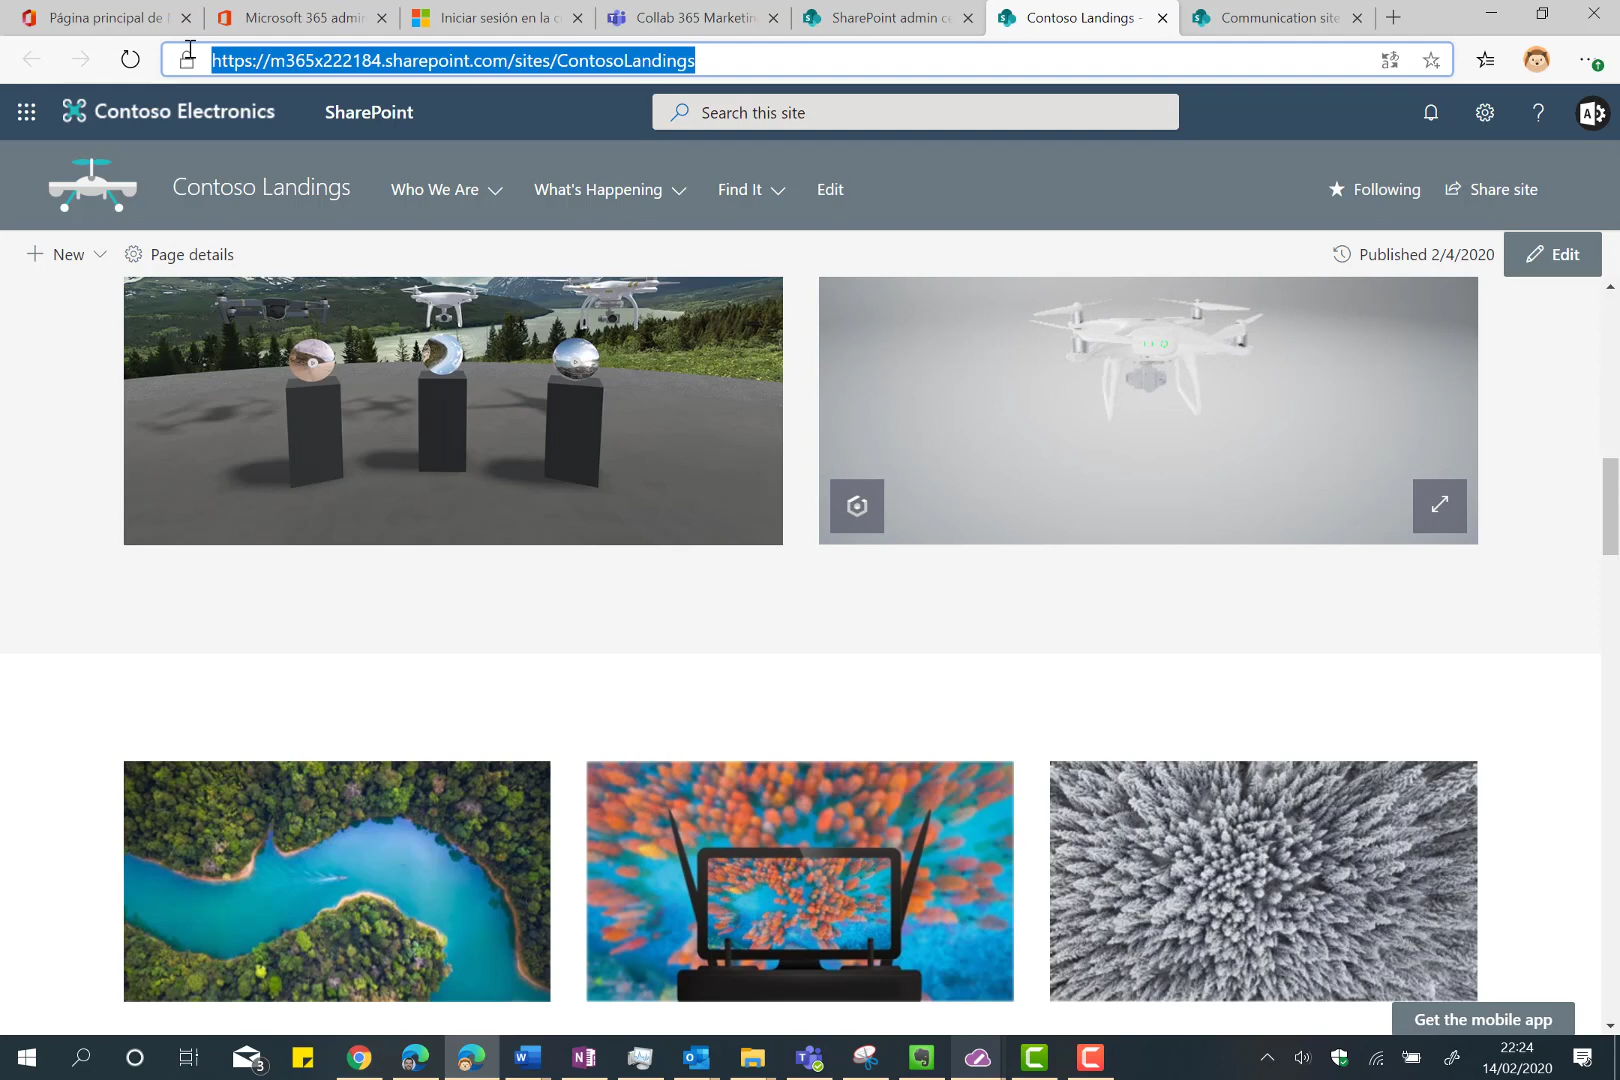 Página principal de
Microsoft 365 admin
Iniciar sesión en la c
Collab 365 Marketin
SharePoint admin ce
Contoso Landings -
Communication site
https://m365x222184.sharepoint.com/sites/ContosoLandings
Contoso Electronics
SharePoint
Search this site
Contoso Landings
Who We Are
What's Happening
Find It
Edit
Following
Share site
New
Page details
Published 2/4/2020
Edit
Get the mobile app
3
22:24
14/02/2020